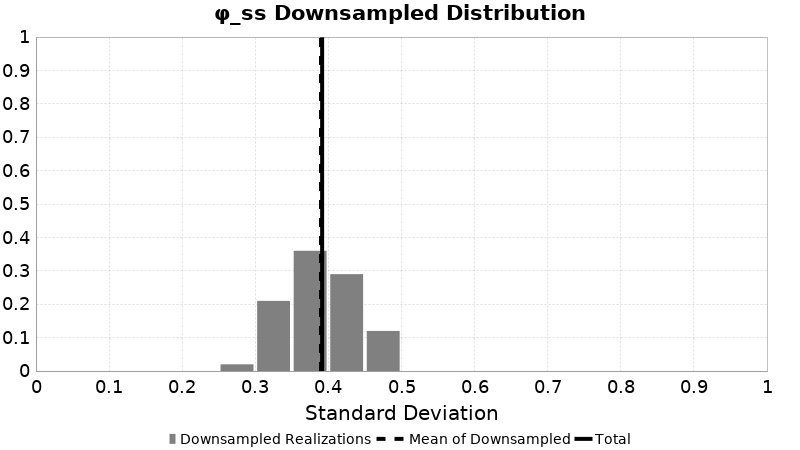 φ_ss Downsampled Distribution
1
0.9
0.8
0.7
0.6
0.5
0.4
0.3
0.2
0.1
0
0 0.1 0.2 0.3 0.4 0.5 0.6 0.7 0.8 0.9 1
Standard Deviation
Downsampled Realizations Mean of Downsampled Total